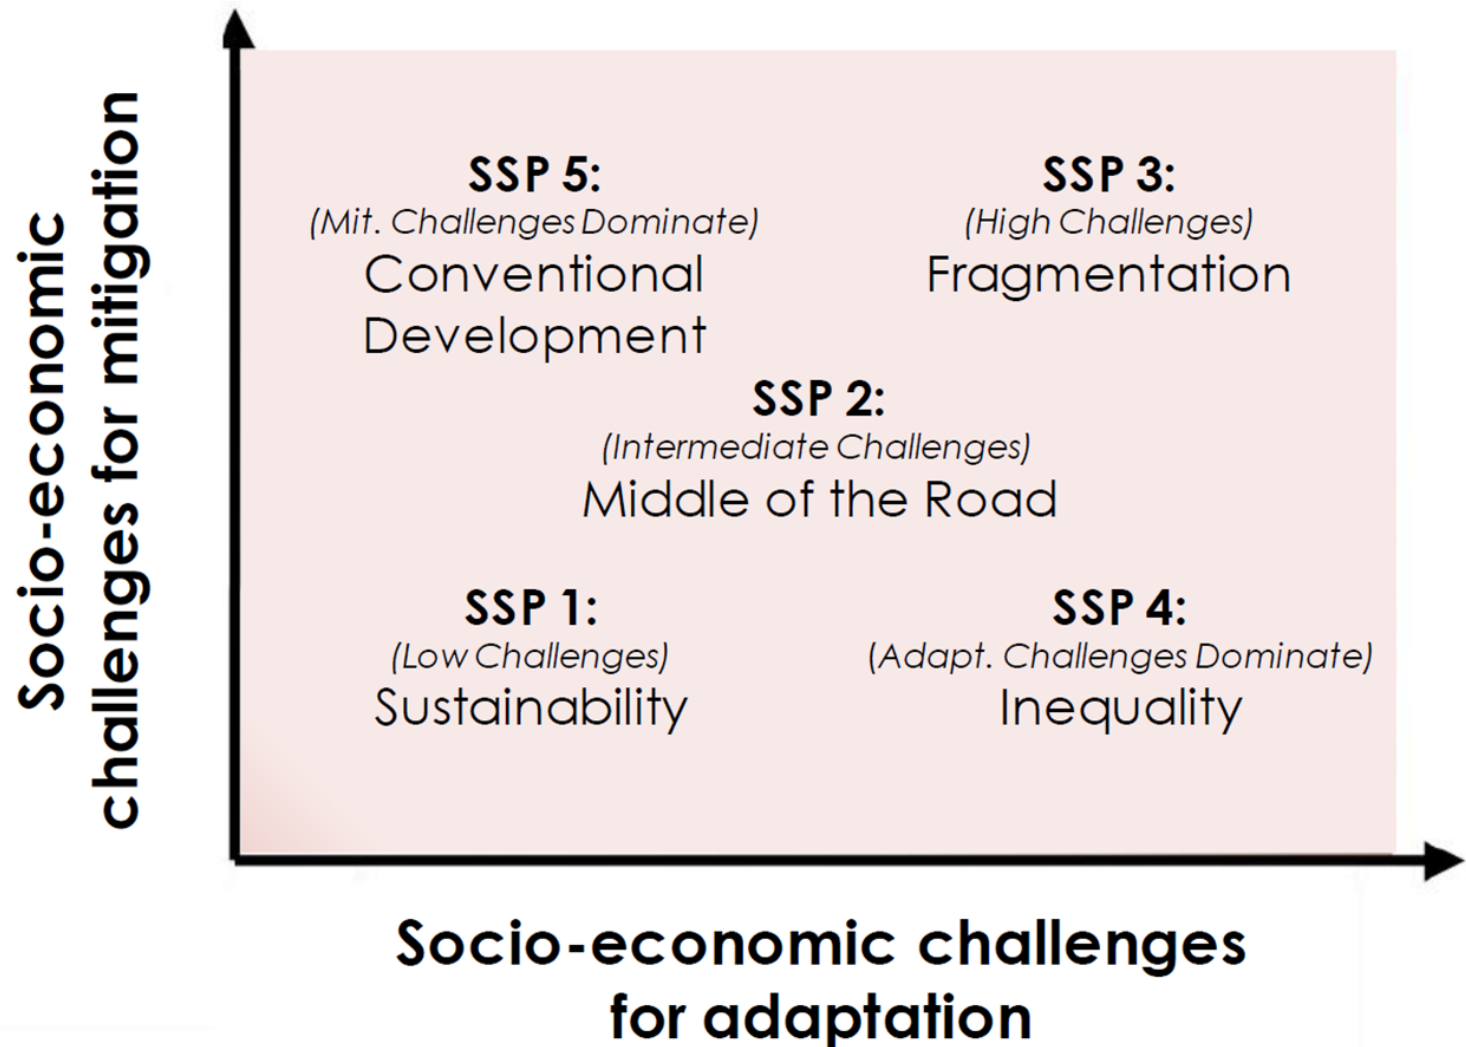 Socio-economic
challenges for mitigation
SSP 5:
(Mit. Challenges Dominate)
Conventional
Development
SSP 3:
(High Challenges)
Fragmentation
SSP 2:
(Intermediate Challenges)
Middle of the Road
SSP 1:
(Low Challenges)
Sustainability
SSP 4:
(Adapt. Challenges Dominate)
Inequality
Socio-economic challenges
for adaptation